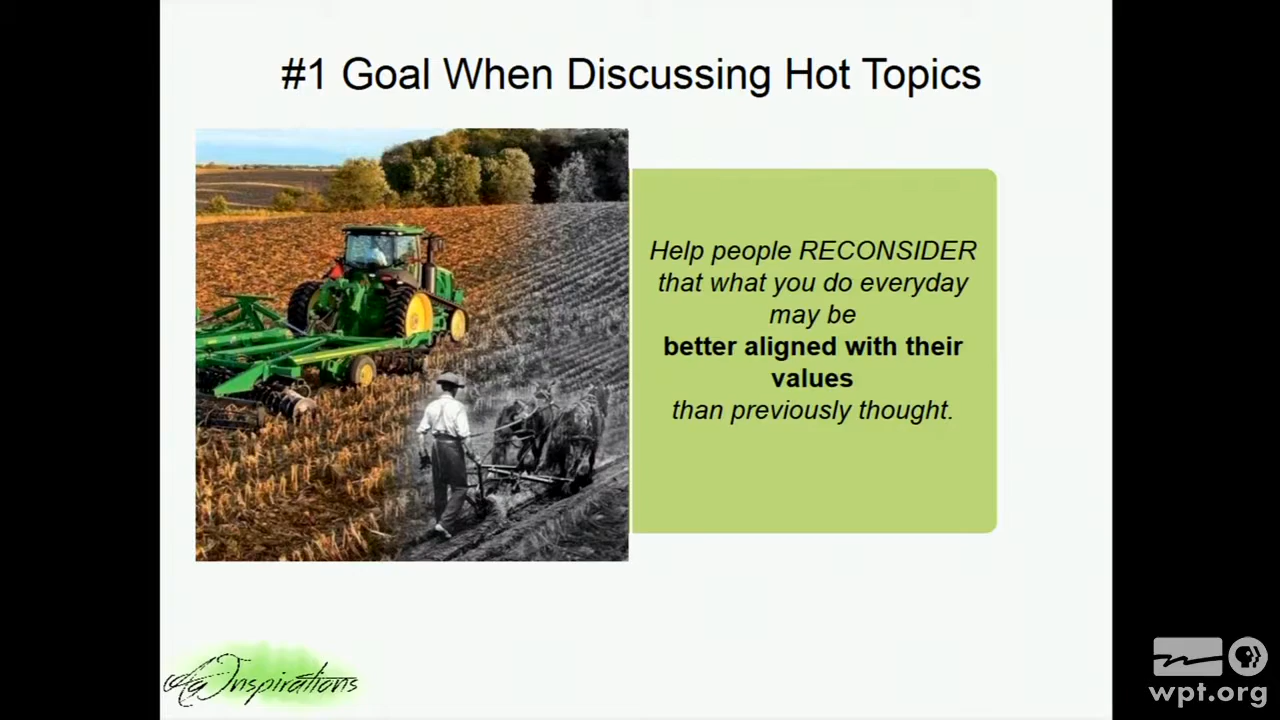 #1 Goal When Discussing Hot Topics
Help people RECONSIDER
that what you do everyday
may be
better aligned with their
values
than previously thought.
Inspirations
wpt.org